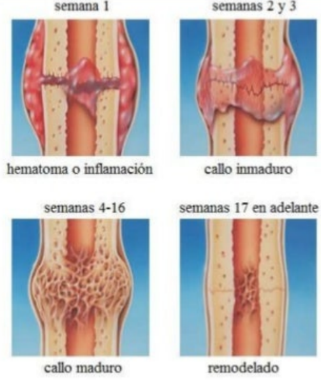 semana 1
semanas 2 y 3
hematoma o inflamación
callo inmaduro
semanas 4-16
semanas 17 en adelante
callo maduro
remodelado